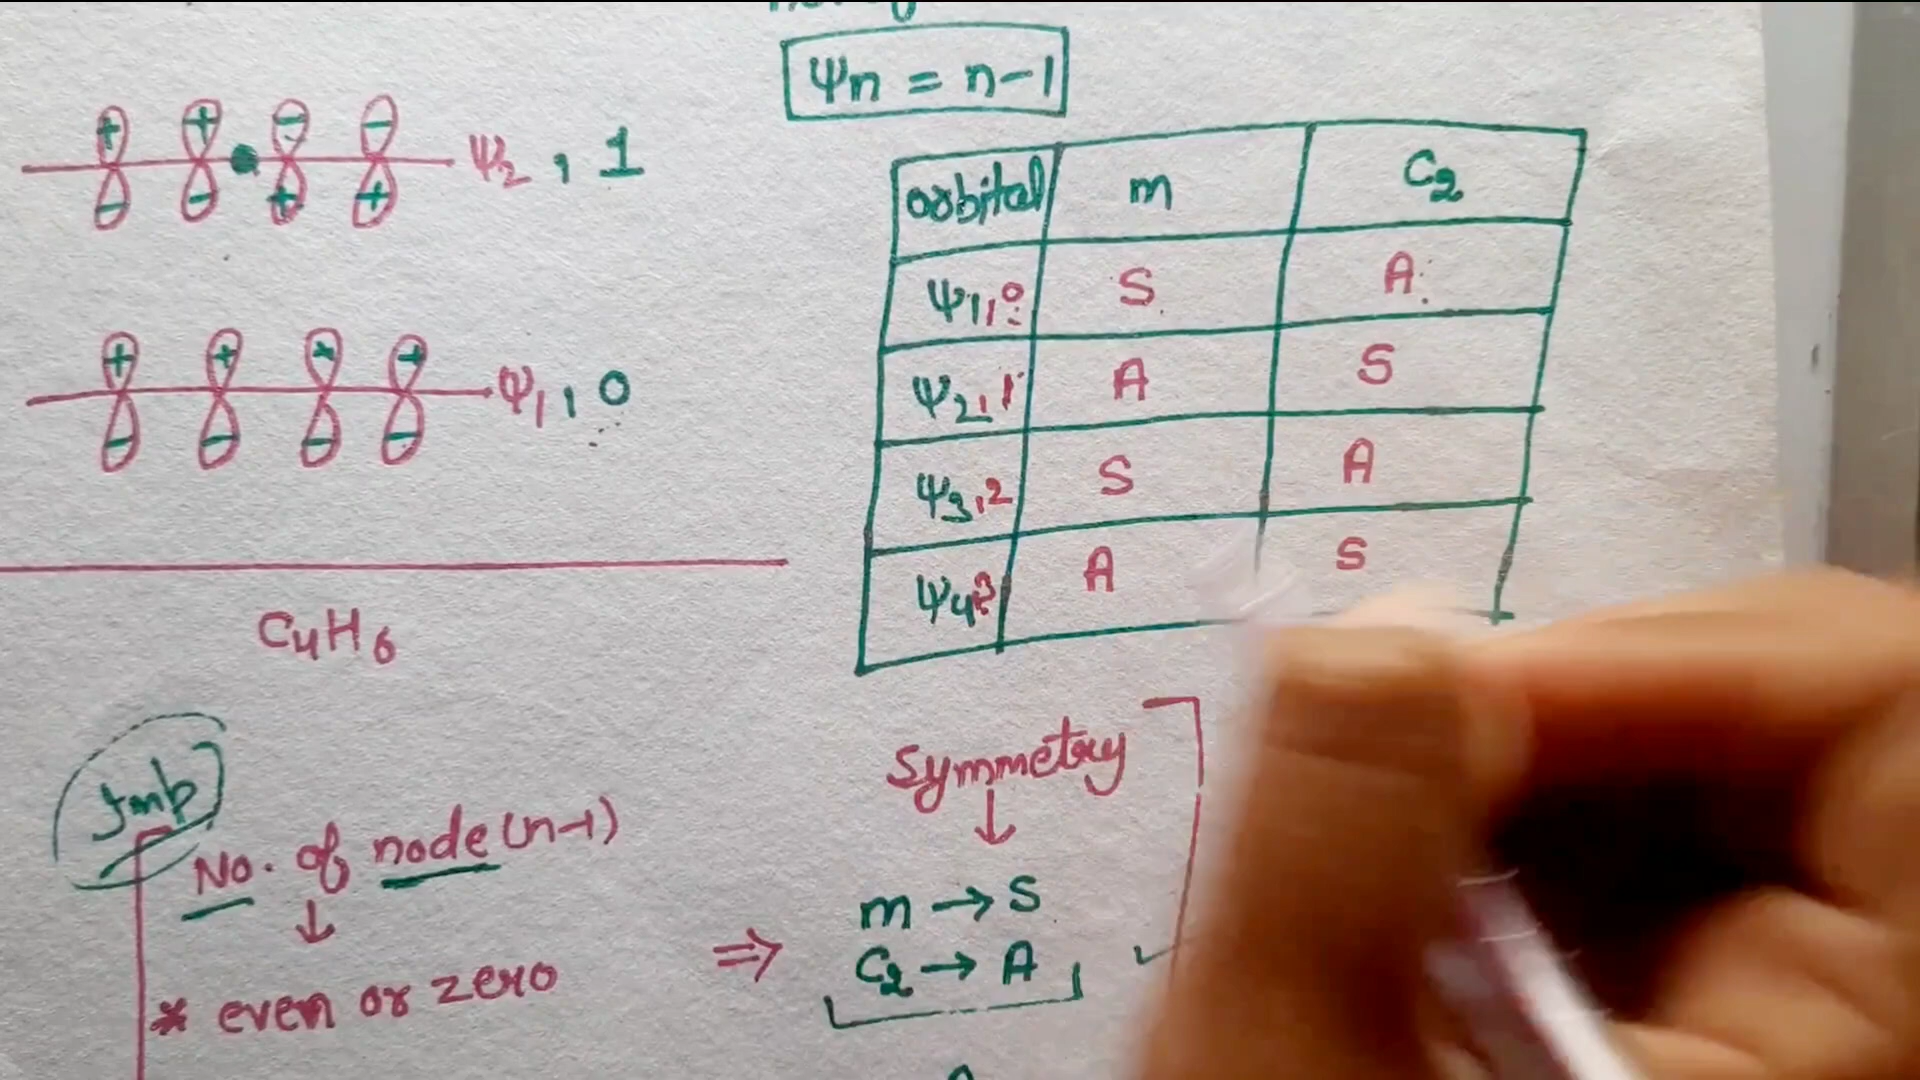 ψn = n-1
+ + - - ψ2 , 1
- - + +
+ + + + ψ1 , 0
- - - -
orbital m C2
ψ1,0 S A
ψ2,1 A S
ψ3,2 S A
ψ4,3 A S
C4H6
Imp
No. of node (n-1)
↓
* even or zero
Symmetry
↓
⇒ m → S
C2 → A